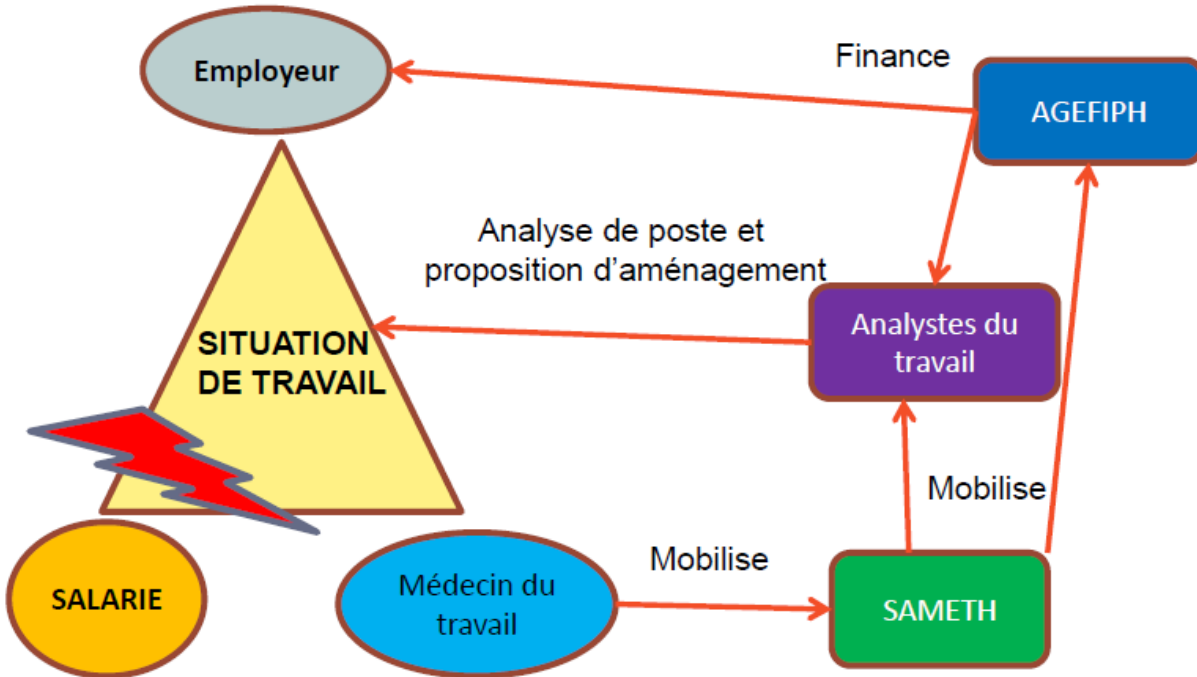 Finance
Employeur
AGEFIPH
Analyse de poste et
proposition d'aménagement
Analystes du
travail
SITUATION
DE TRAVAIL
Mobilise
Mobilise
SALARIE
Médecin du
travail
SAMETH